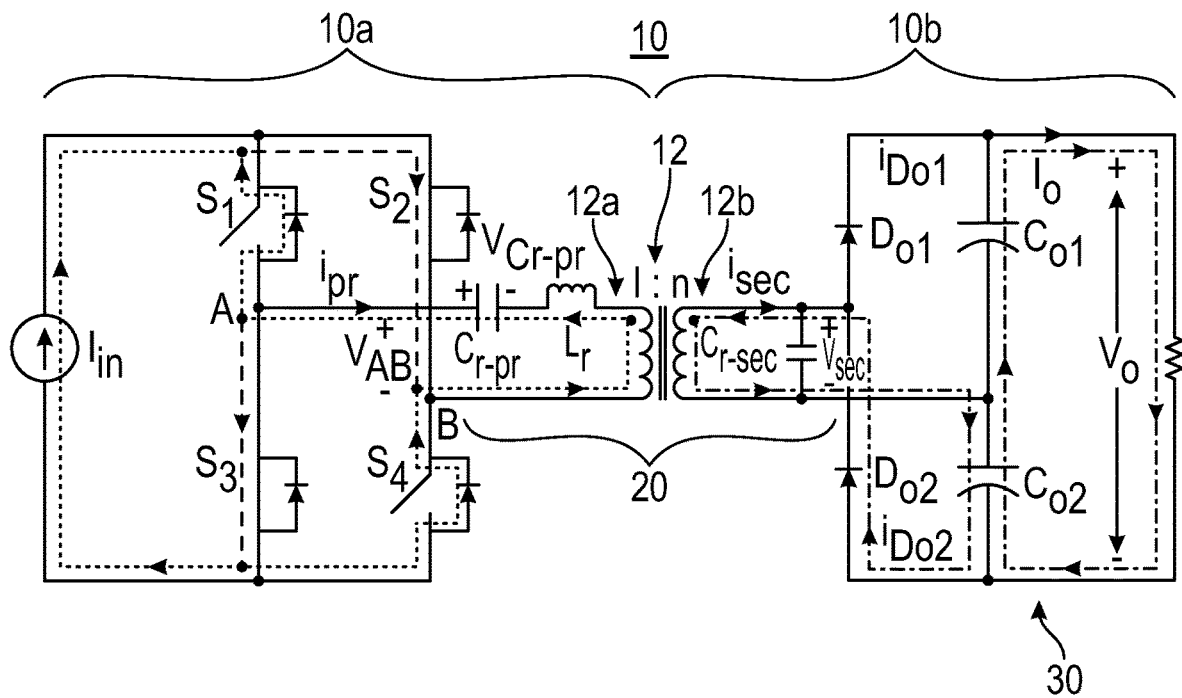 10a
10
10b
12
12a
12b
S1
S2
VCr-pr
ipr
+
-
l : n
isec
iDo1
Io
+
Do1
Co1
A
+
VAB
-
Cr-pr
Lr
Cr-sec
+
Vsec
-
Iin
Vo
B
S3
S4
20
Do2
Co2
iDo2
-
30